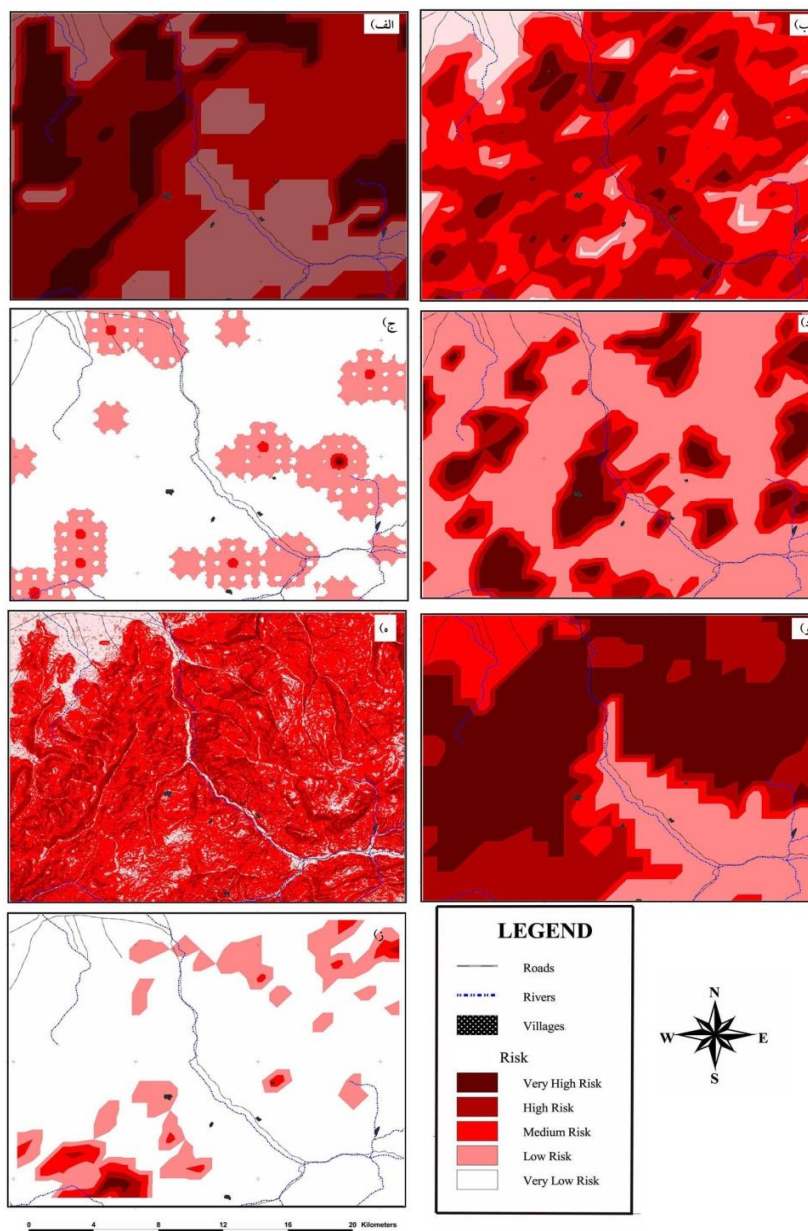 الف)
ب)
ج)
د)
ه)
و)
ز)
LEGEND
Roads
Rivers
Villages
Risk
Very High Risk
High Risk
Medium Risk
Low Risk
Very Low Risk
N
W E
S
0 4 8 12 16 20 Kilometers